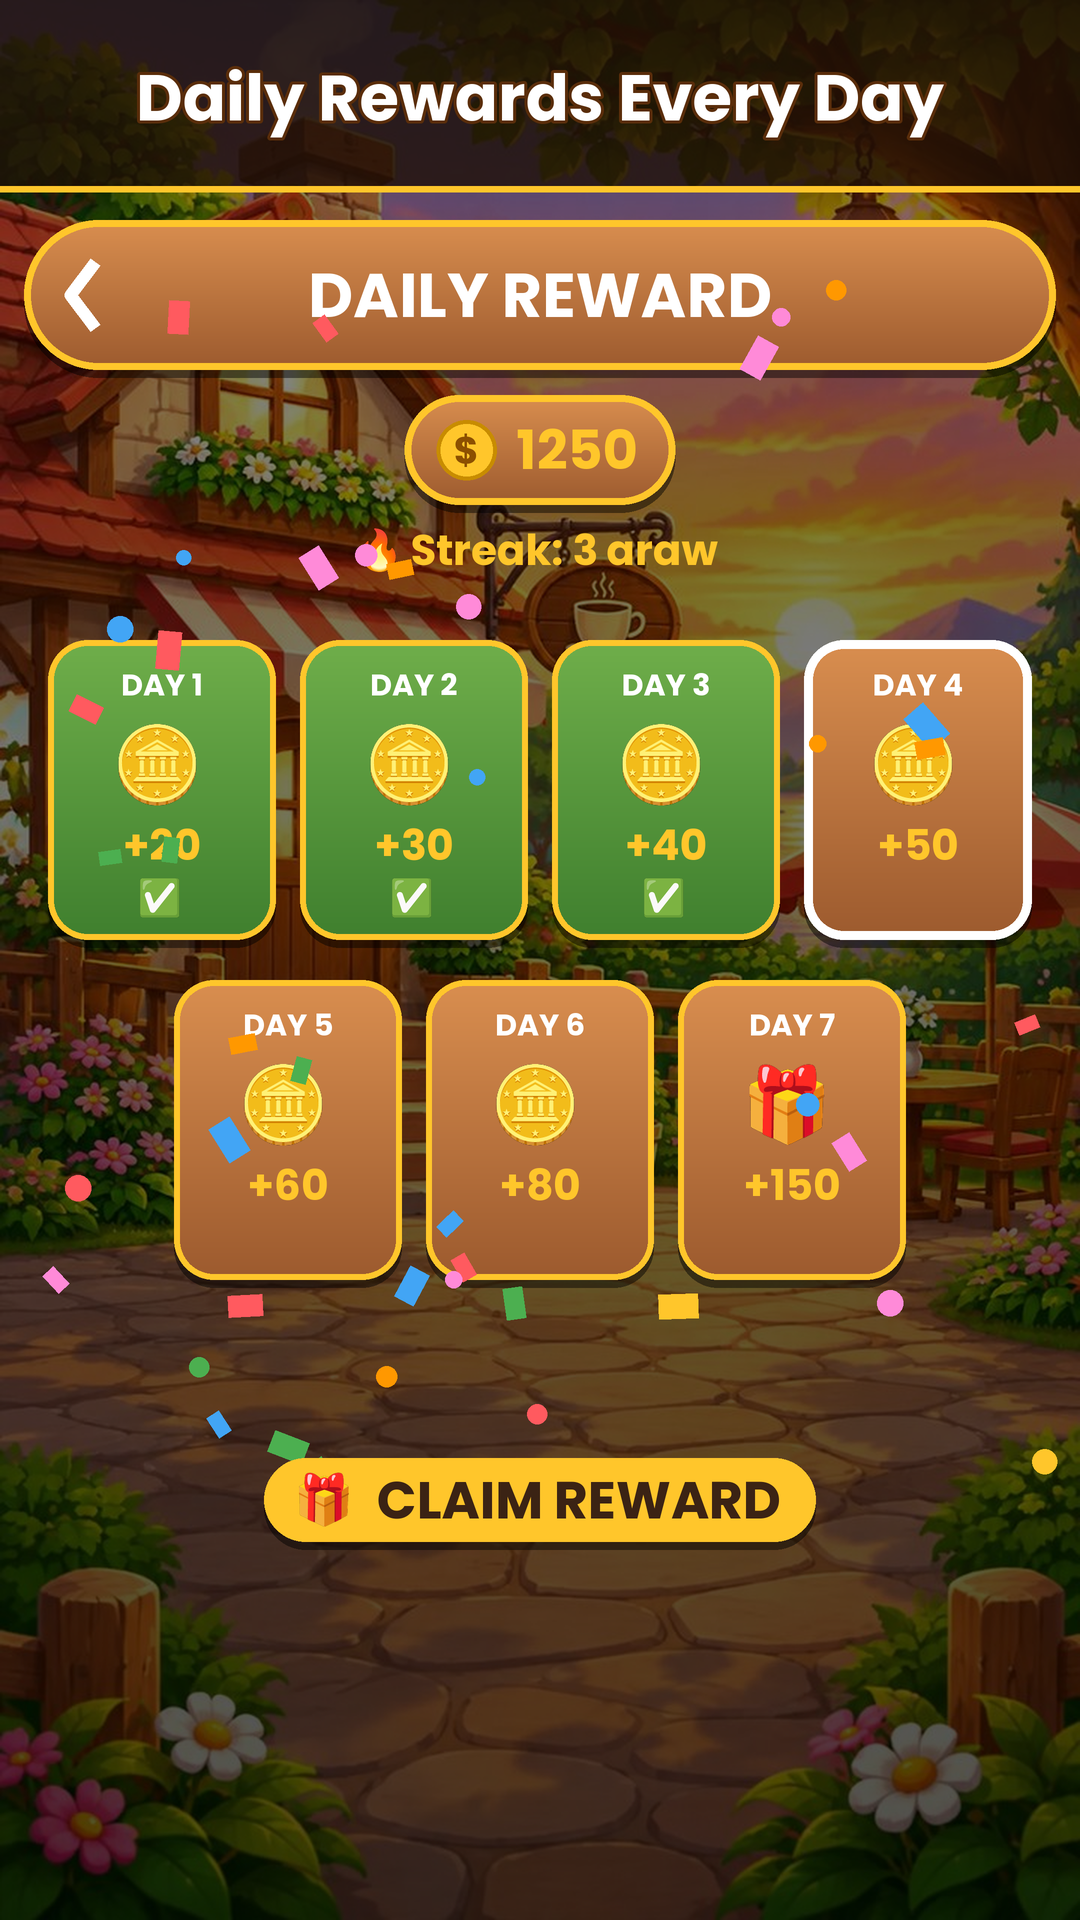 Daily Rewards Every Day
DAILY REWARD
$ 1250
Streak: 3 araw
DAY 1
+20
DAY 2
+30
DAY 3
+40
DAY 4
+50
DAY 5
+60
DAY 6
+80
DAY 7
+150
CLAIM REWARD